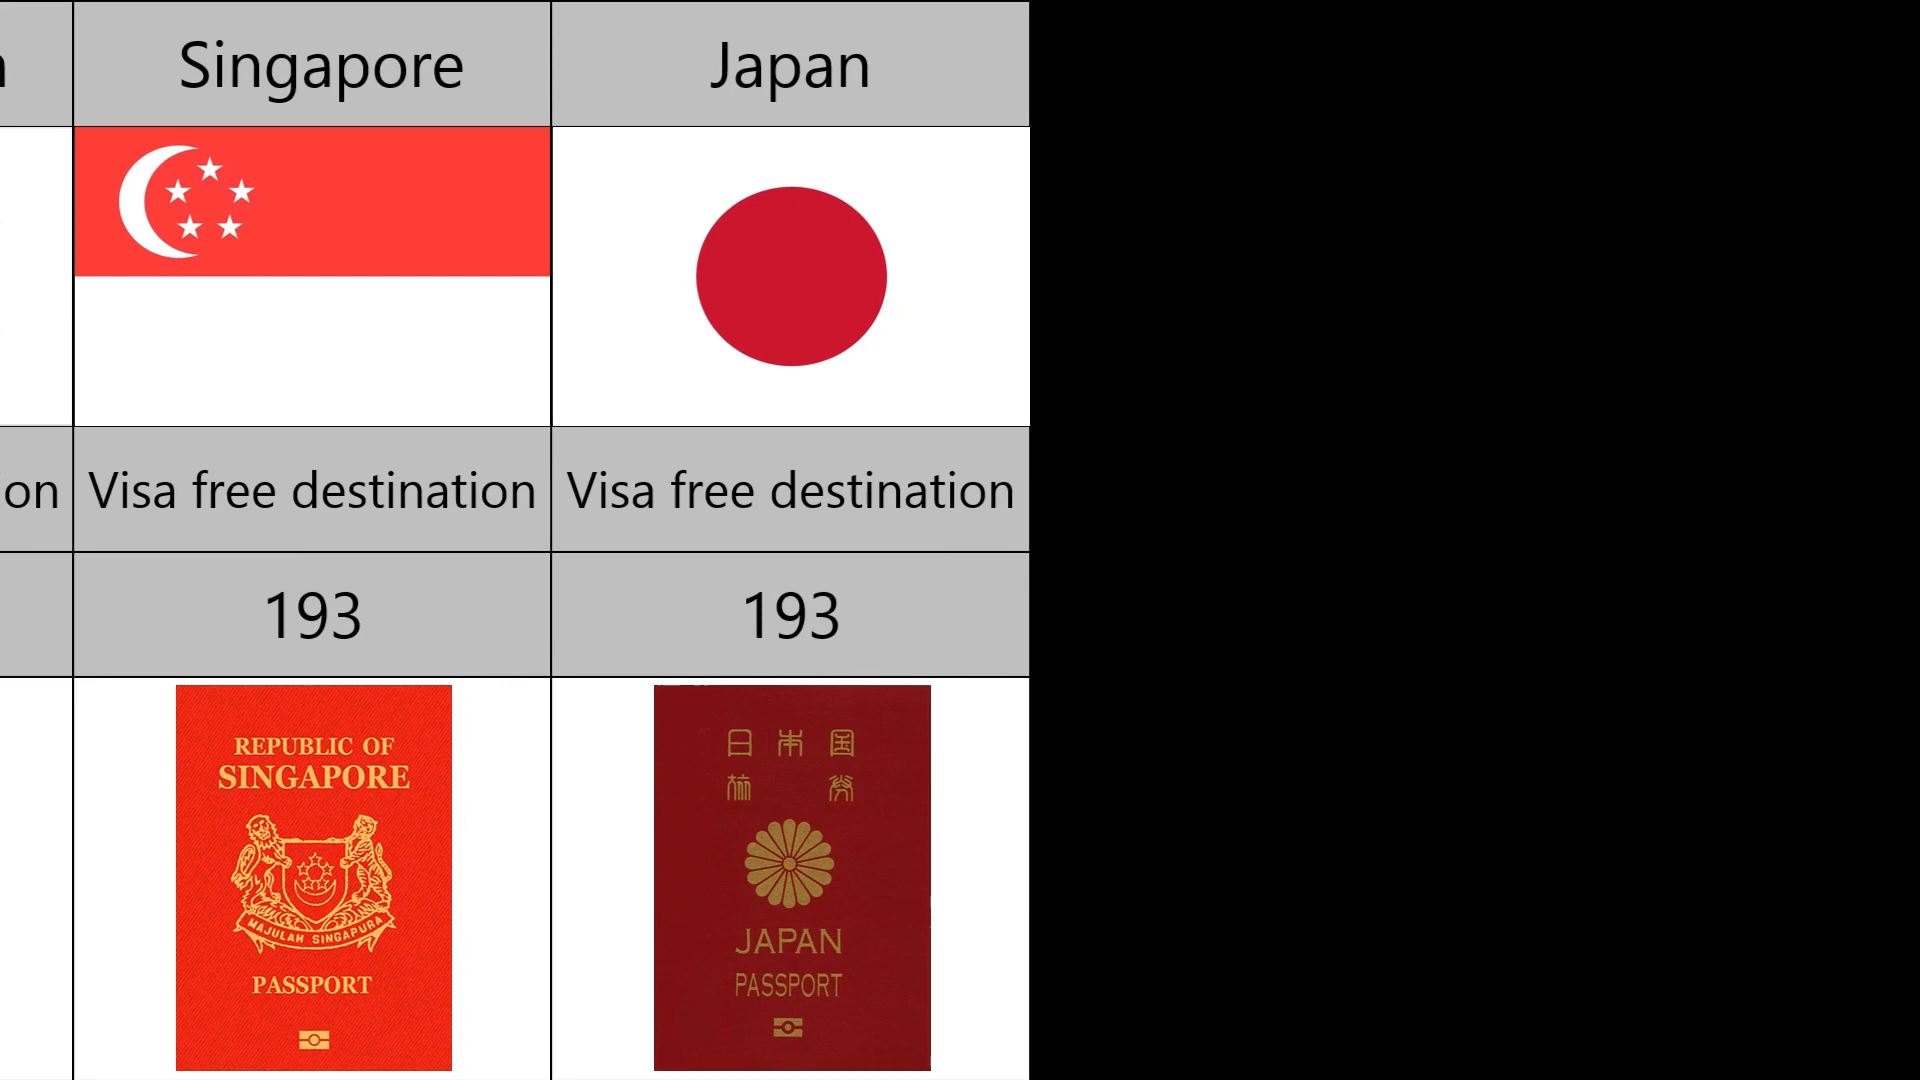 Singapore
Japan
on
Visa free destination
Visa free destination
193
193
REPUBLIC OF
SINGAPORE
MAJULAH SINGAPURA
PASSPORT
日本国
旅券
JAPAN
PASSPORT